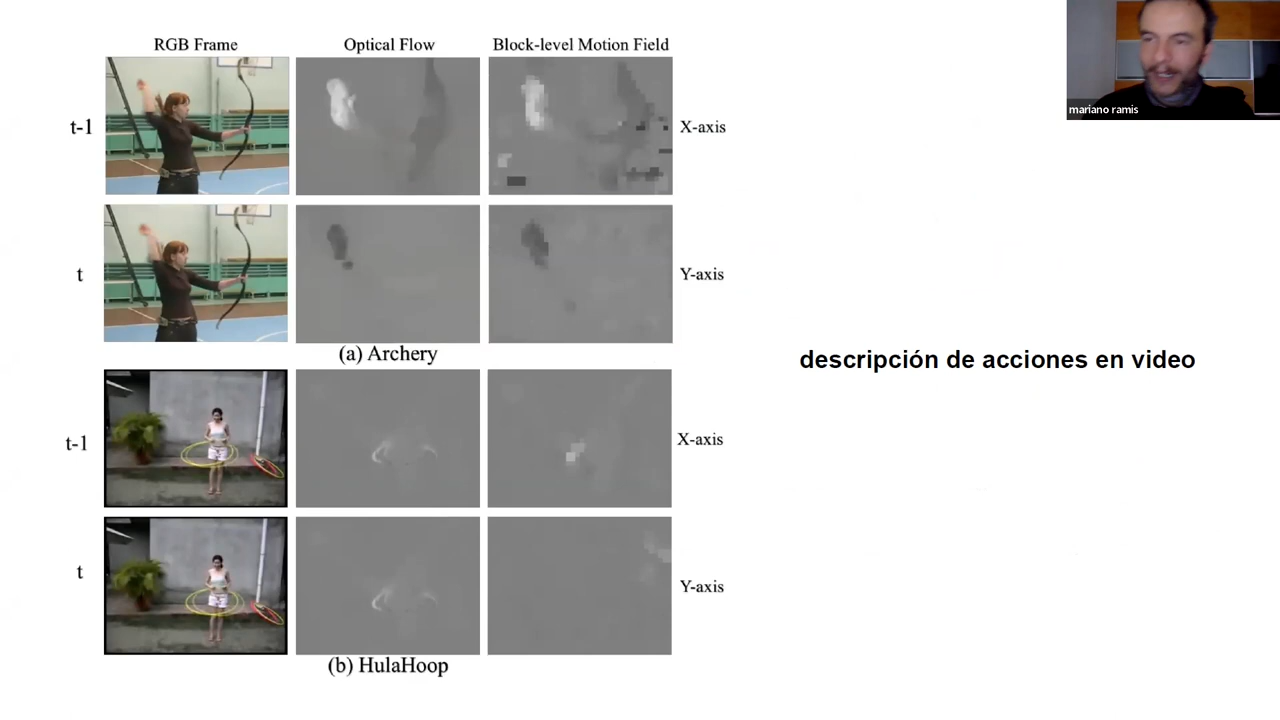 RGB Frame
Optical Flow
Block-level Motion Field
t-1
X-axis
t
Y-axis
(a) Archery
t-1
X-axis
t
Y-axis
(b) HulaHoop
descripción de acciones en video
mariano ramis